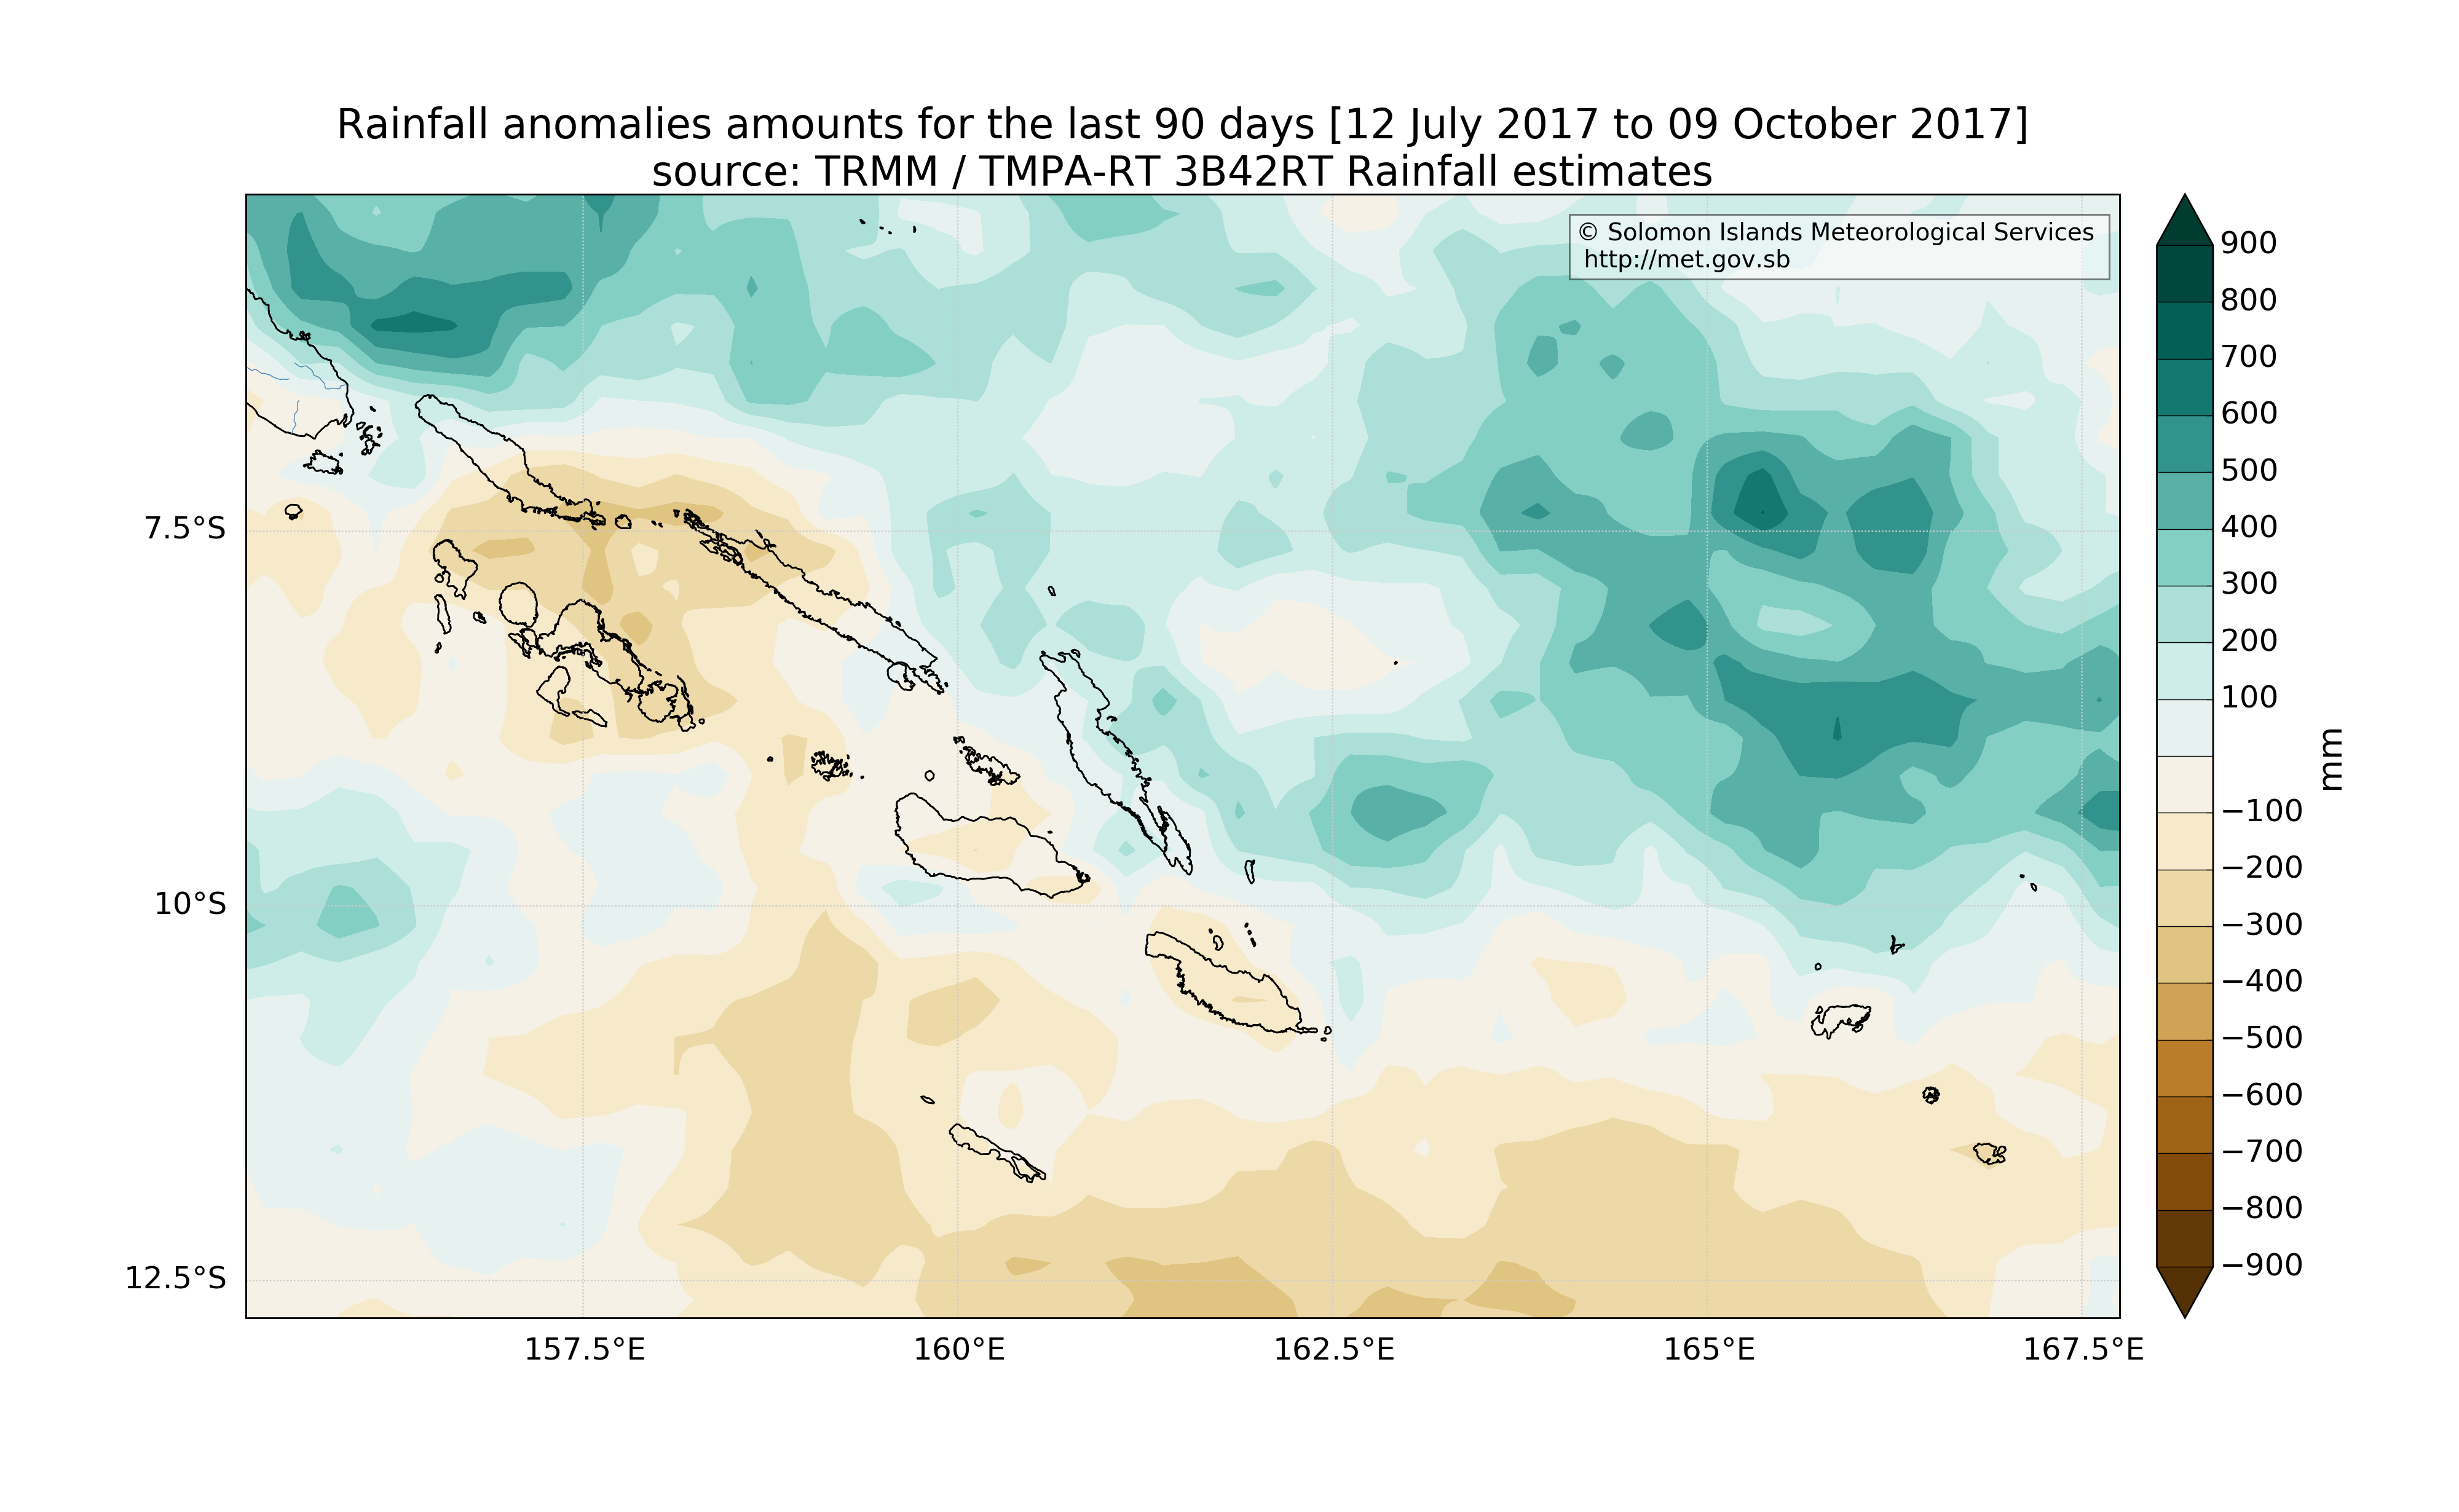 Rainfall anomalies amounts for the last 90 days [12 July 2017 to 09 October 2017]
source: TRMM / TMPA-RT 3B42RT Rainfall estimates
© Solomon Islands Meteorological Services
http://met.gov.sb
7.5°S
10°S
12.5°S
157.5°E
160°E
162.5°E
165°E
167.5°E
900
800
700
600
500
400
300
200
100
−100
−200
−300
−400
−500
−600
−700
−800
−900
mm